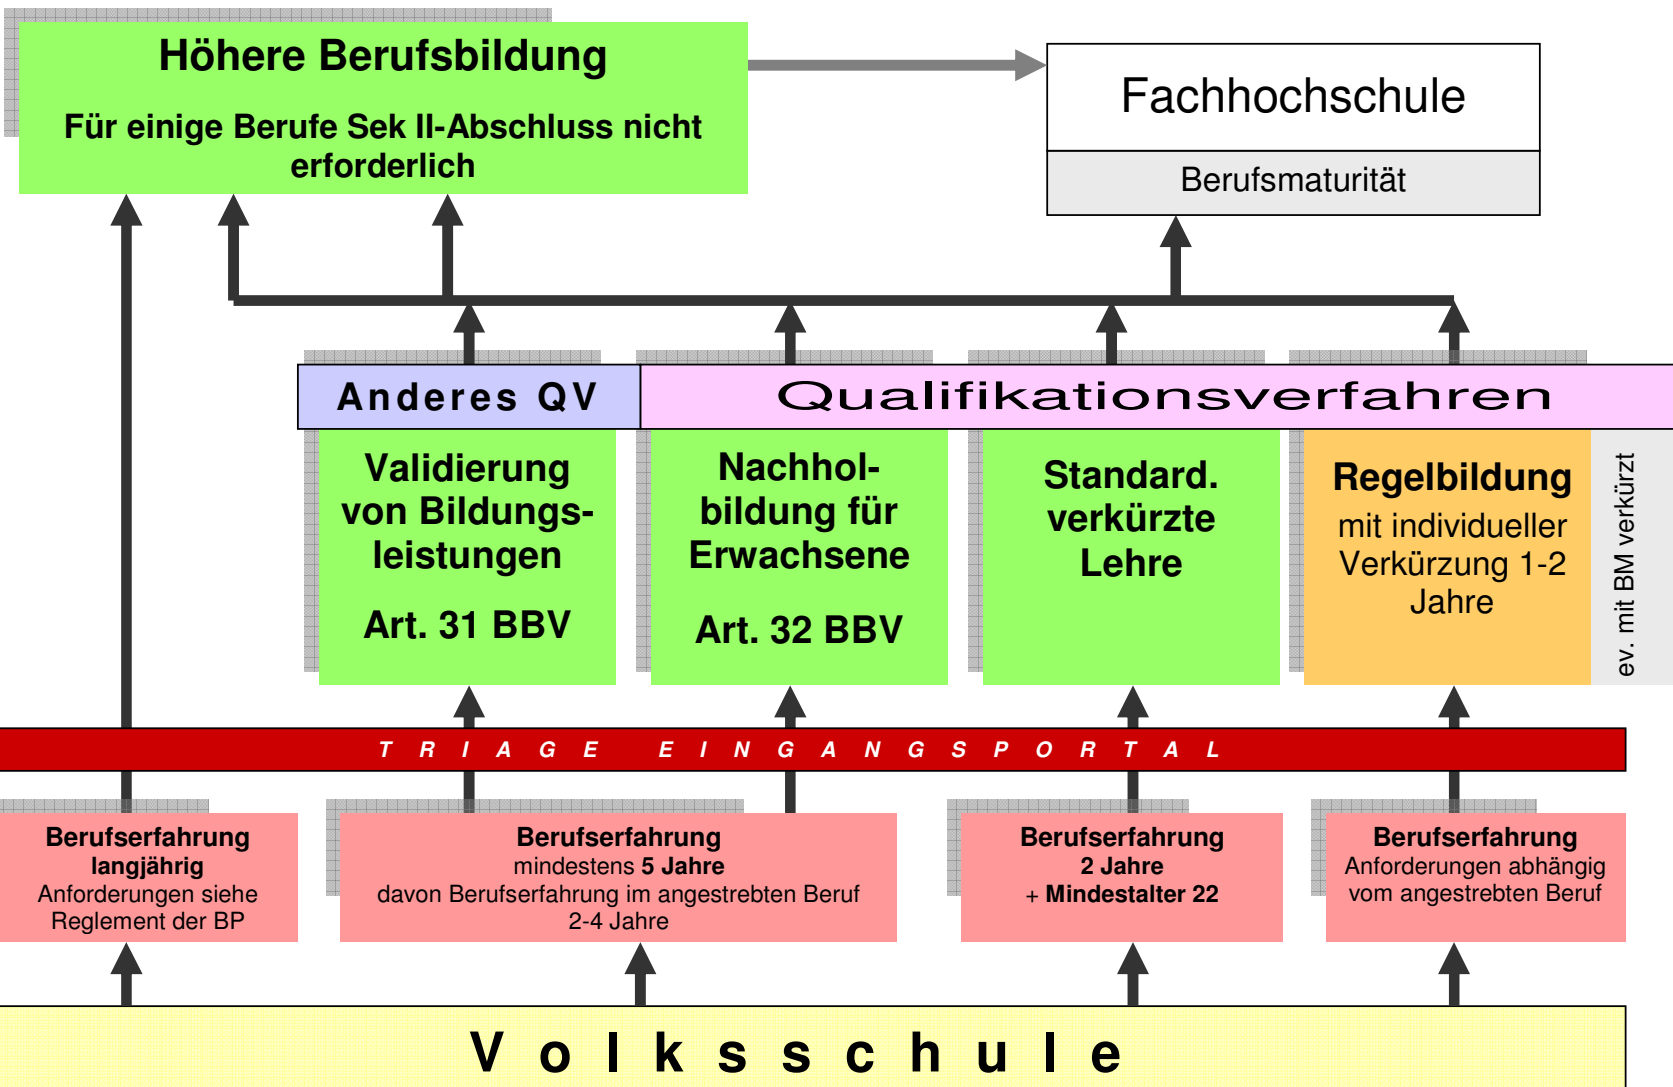 Höhere Berufsbildung
Für einige Berufe Sek II-Abschluss nicht
erforderlich
Fachhochschule
Berufsmaturität
Anderes QV
Qualifikationsverfahren
Validierung
von Bildungs-
leistungen
Art. 31 BBV
Nachhol-
bildung für
Erwachsene
Art. 32 BBV
Standard.
verkürzte
Lehre
Regelbildung
mit individueller
Verkürzung 1-2
Jahre
ev. mit BM verkürzt
TRIAGE EINGANGSPORTAL
Berufserfahrung
langjährig
Anforderungen siehe
Reglement der BP
Berufserfahrung
mindestens 5 Jahre
davon Berufserfahrung im angestrebten Beruf
2-4 Jahre
Berufserfahrung
2 Jahre
+ Mindestalter 22
Berufserfahrung
Anforderungen abhängig
vom angestrebten Beruf
Volksschule